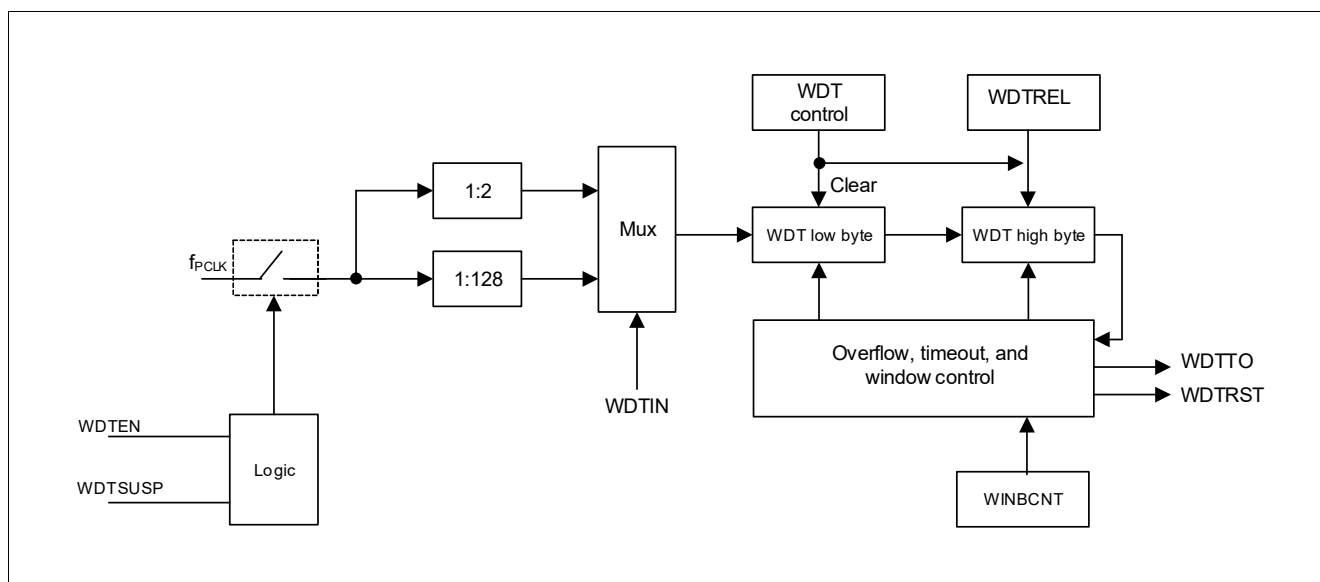 WDT
control
WDTREL
1:2
Clear
Mux
WDT low byte
WDT high byte
fPCLK
1:128
Overflow, timeout, and
window control
WDTTO
WDTRST
WDTIN
WDTEN
Logic
WDTSUSP
WINBCNT